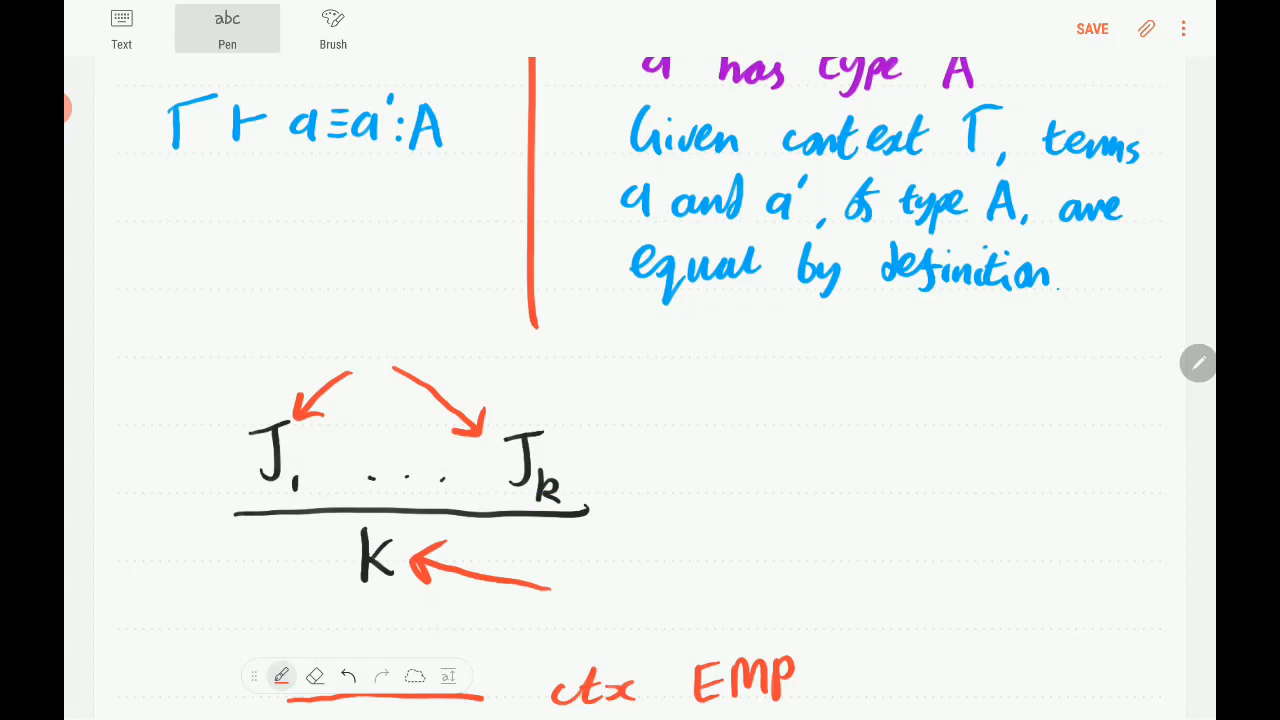 Text
abc
Pen
Brush
SAVE
a has type A
Γ ⊢ a≡a':A
Given context Γ, terms
a and a', of type A, are
equal by definition.
J₁ ... Jₖ
K
ctx EMP